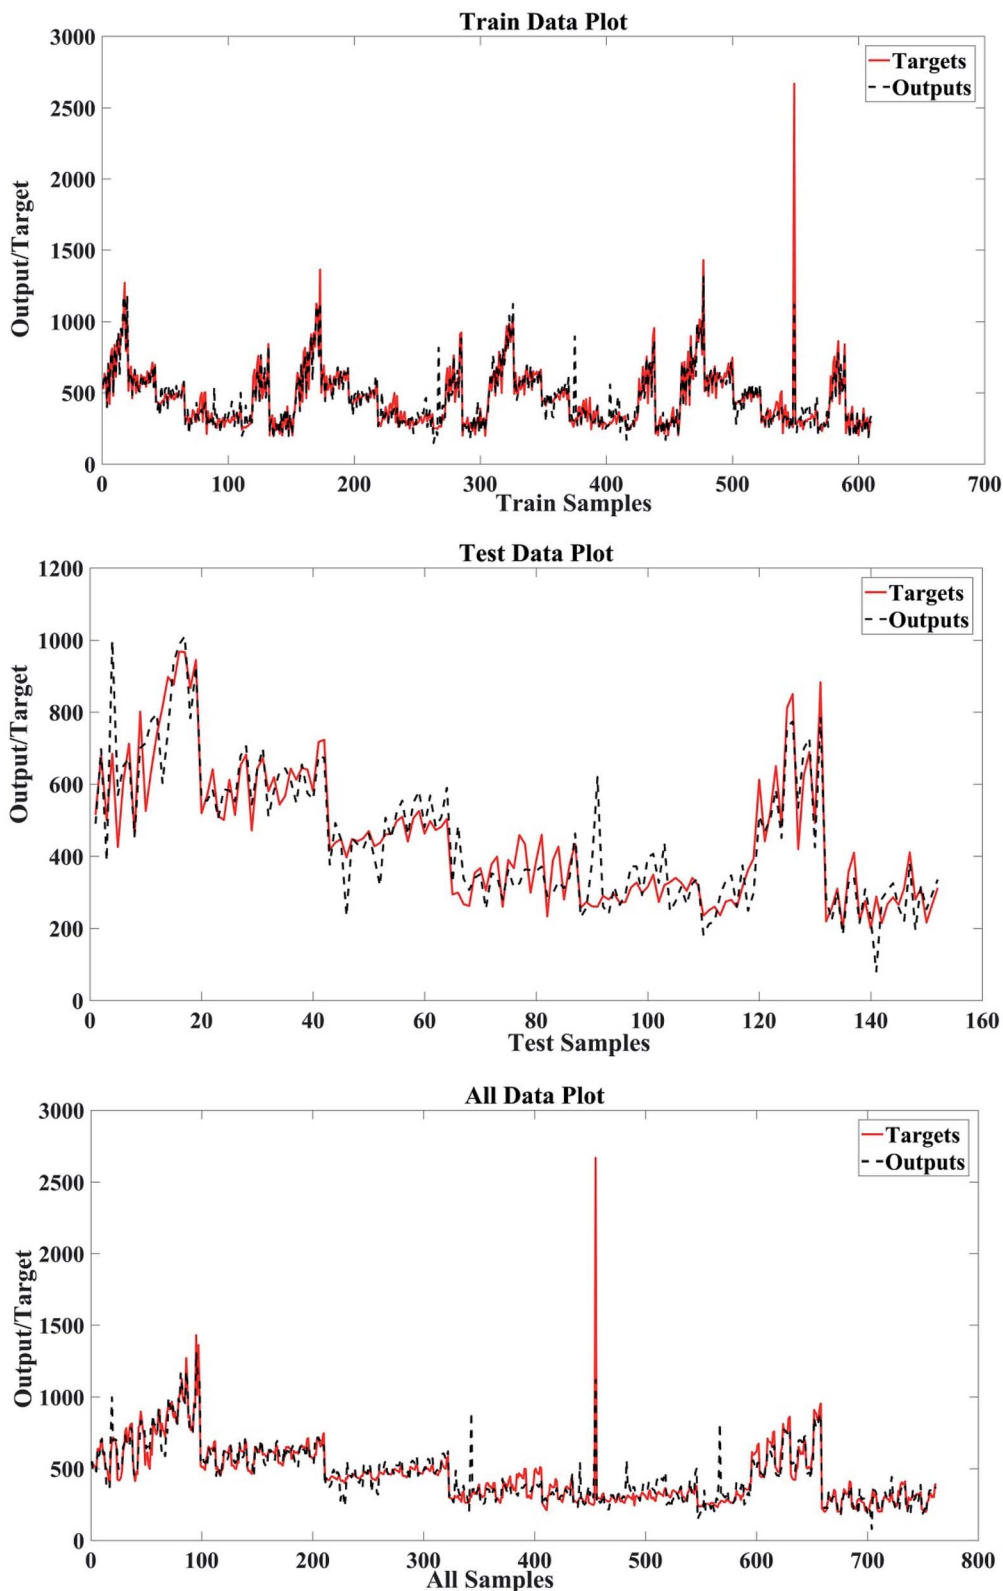 Train Data Plot
3000
2500
2000
1500
1000
500
0
Output/Target
Targets
Outputs
0 100 200 300 400 500 600 700
Train Samples
Test Data Plot
1200
1000
800
600
400
200
0
Output/Target
Targets
Outputs
0 20 40 60 80 100 120 140 160
Test Samples
All Data Plot
3000
2500
2000
1500
1000
500
0
Output/Target
Targets
Outputs
0 100 200 300 400 500 600 700 800
All Samples